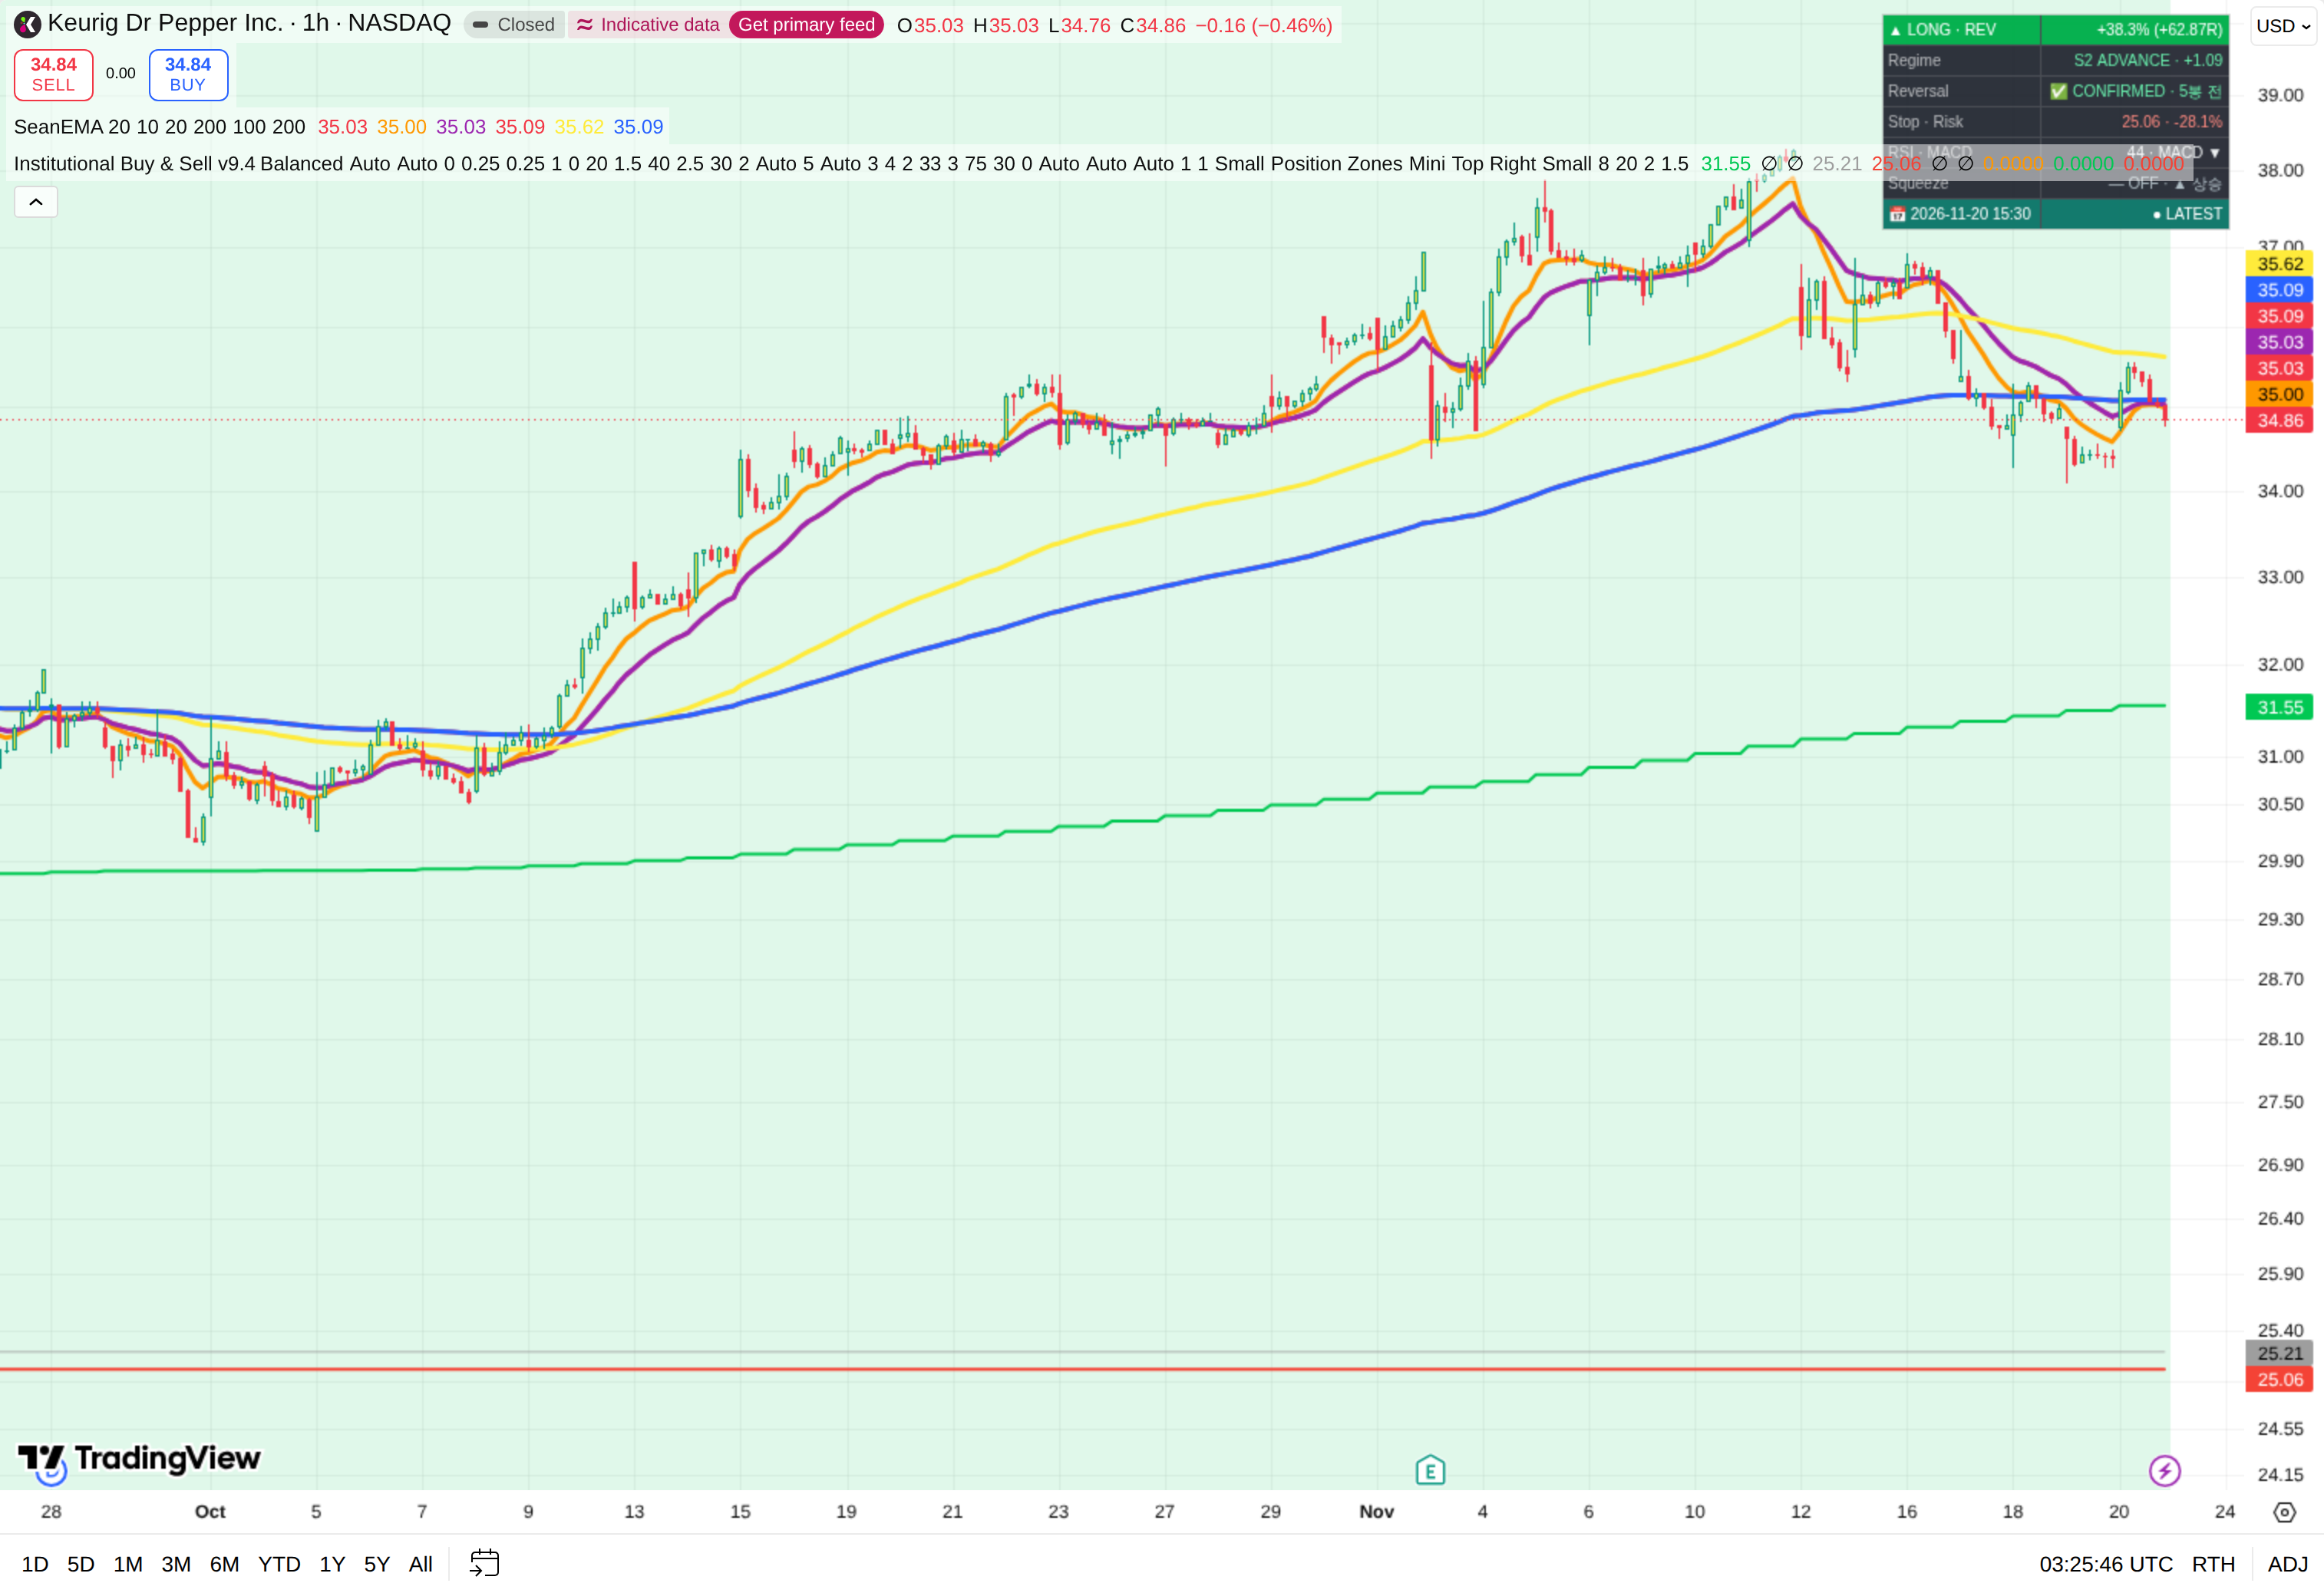 Keurig Dr Pepper Inc. · 1h · NASDAQ Closed Indicative data Get primary feed O35.03 H35.03 L34.76 C34.86 −0.16 (−0.46%)
34.84 SELL 0.00 34.84 BUY
SeanEMA 20 10 20 200 100 200 35.03 35.00 35.03 35.09 35.62 35.09
Institutional Buy & Sell v9.4 Balanced Auto Auto 0 0.25 0.25 1 0 20 1.5 40 2.5 30 2 Auto 5 Auto 3 4 2 33 3 75 30 0 Auto Auto Auto 1 1 Small Position Zones Mini Top Right Small 8 20 2 1.5 31.55 ∅ ∅ 25.21 25.06 ∅ ∅ 0.0000 0.0000 0.0000
▲ LONG · REV +38.3% (+62.87R)
Regime S2 ADVANCE · +1.09
Reversal ✅ CONFIRMED · 5봉 전
Stop · Risk 25.06 · -28.1%
RSI · MACD 44 · MACD ▼
Squeeze — OFF · ▲ 상승
📅 2026-11-20 15:30 ● LATEST
USD
39.00
38.00
37.00
35.62
35.09
35.09
35.03
35.03
35.00
34.86
34.00
33.00
32.00
31.55
31.00
30.50
29.90
29.30
28.70
28.10
27.50
26.90
26.40
25.90
25.40
25.21
25.06
24.55
24.15
TradingView
E
28 Oct 5 7 9 13 15 19 21 23 27 29 Nov 4 6 10 12 16 18 20 24
1D 5D 1M 3M 6M YTD 1Y 5Y All 03:25:46 UTC RTH ADJ